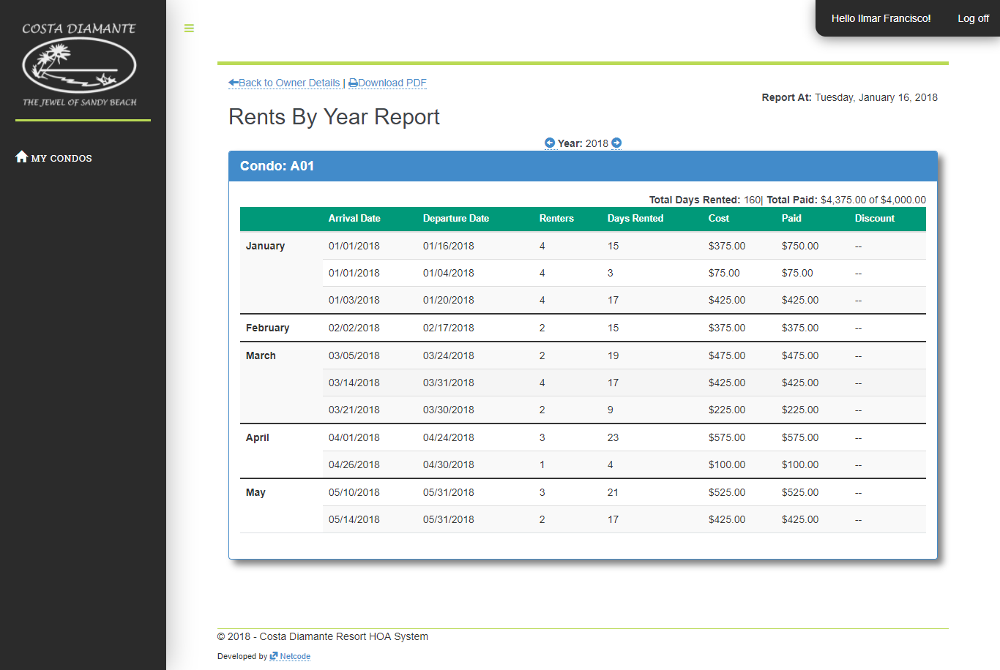 COSTA DIAMANTE
THE JEWEL OF SANDY BEACH
MY CONDOS
Hello Ilmar Francisco! Log off
Back to Owner Details | Download PDF
Report At: Tuesday, January 16, 2018
Rents By Year Report
Year: 2018
Condo: A01
Total Days Rented: 160| Total Paid: $4,375.00 of $4,000.00
Arrival Date Departure Date Renters Days Rented Cost Paid Discount
January 01/01/2018 01/16/2018 4 15 $375.00 $750.00 --
01/01/2018 01/04/2018 4 3 $75.00 $75.00 --
01/03/2018 01/20/2018 4 17 $425.00 $425.00 --
February 02/02/2018 02/17/2018 2 15 $375.00 $375.00 --
March 03/05/2018 03/24/2018 2 19 $475.00 $475.00 --
03/14/2018 03/31/2018 4 17 $425.00 $425.00 --
03/21/2018 03/30/2018 2 9 $225.00 $225.00 --
April 04/01/2018 04/24/2018 3 23 $575.00 $575.00 --
04/26/2018 04/30/2018 1 4 $100.00 $100.00 --
May 05/10/2018 05/31/2018 3 21 $525.00 $525.00 --
05/14/2018 05/31/2018 2 17 $425.00 $425.00 --
© 2018 - Costa Diamante Resort HOA System
Developed by Netcode